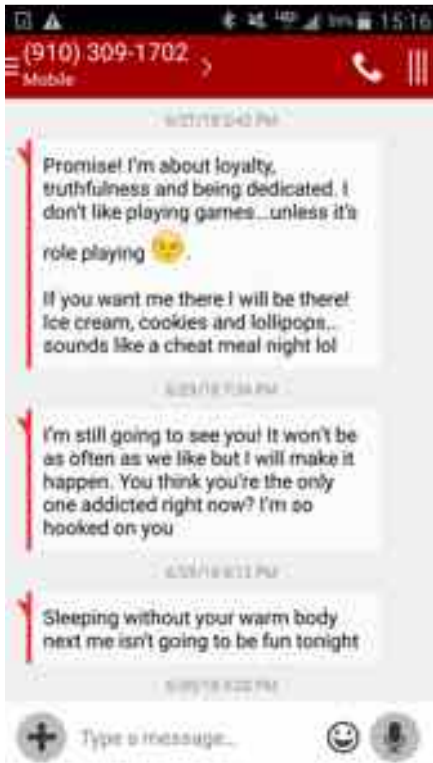 15:16
(910) 309-1702
Mobile
PM
Promise! I'm about loyalty,
truthfulness and being dedicated. I
don't like playing games...unless it's
role playing 😉.
If you want me there I will be there!
Ice cream, cookies and lollipops...
sounds like a cheat meal night lol
PM
I'm still going to see you! It won't be
as often as we like but I will make it
happen. You think you're the only
one addicted right now? I'm so
hooked on you
PM
Sleeping without your warm body
next me isn't going to be fun tonight
PM
Type a message...